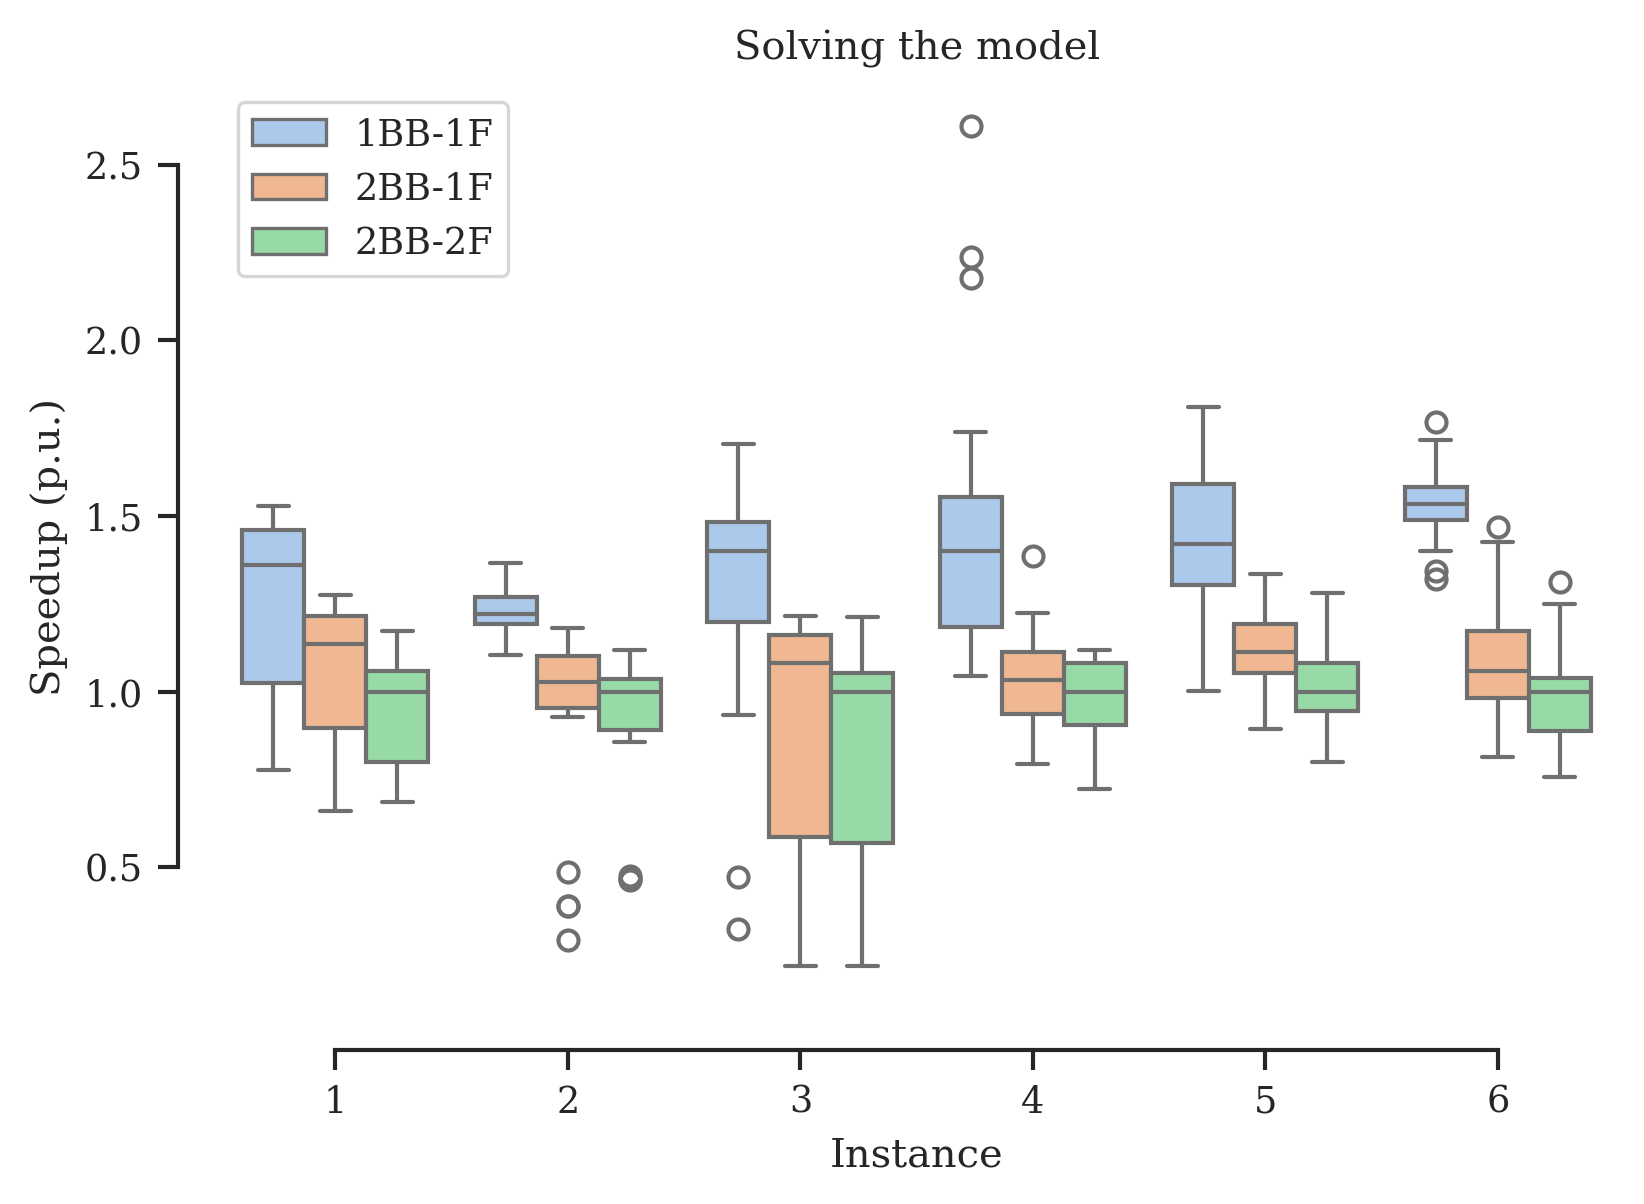 Solving the model
1BB-1F
2BB-1F
2BB-2F
Speedup (p.u.)
2.5
2.0
1.5
1.0
0.5
1 2 3 4 5 6
Instance